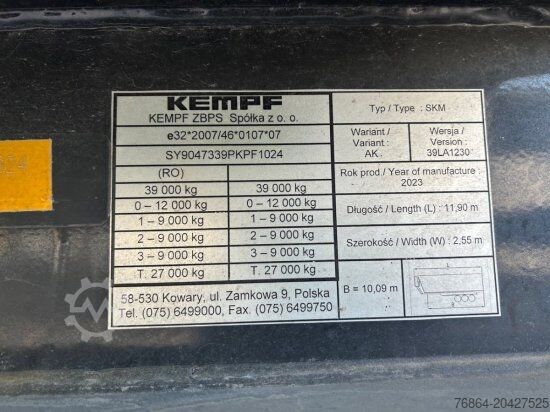 KEMPF
KEMPF ZBPS Spółka z o. o.
e32*2007/46*0107*07
SY9047339PKPF1024
(RO)
39 000 kg 39 000 kg
0–12 000 kg 0–12 000 kg
1–9 000 kg 1–9 000 kg
2–9 000 kg 2–9 000 kg
3–9 000 kg 3–9 000 kg
T. 27 000 kg T. 27 000 kg
58-530 Kowary, ul. Zamkowa 9, Polska
Tel. (075) 6499000, Fax. (075) 6499750
Typ / Type : SKM
Wariant / Variant : AK
Wersja / Version : 39LA1230
Rok prod./ Year of manufacture : 2023
Długość / Length (L) : 11,90 m
Szerokość / Width (W) : 2,55 m
B = 10,09 m
76864-20427525